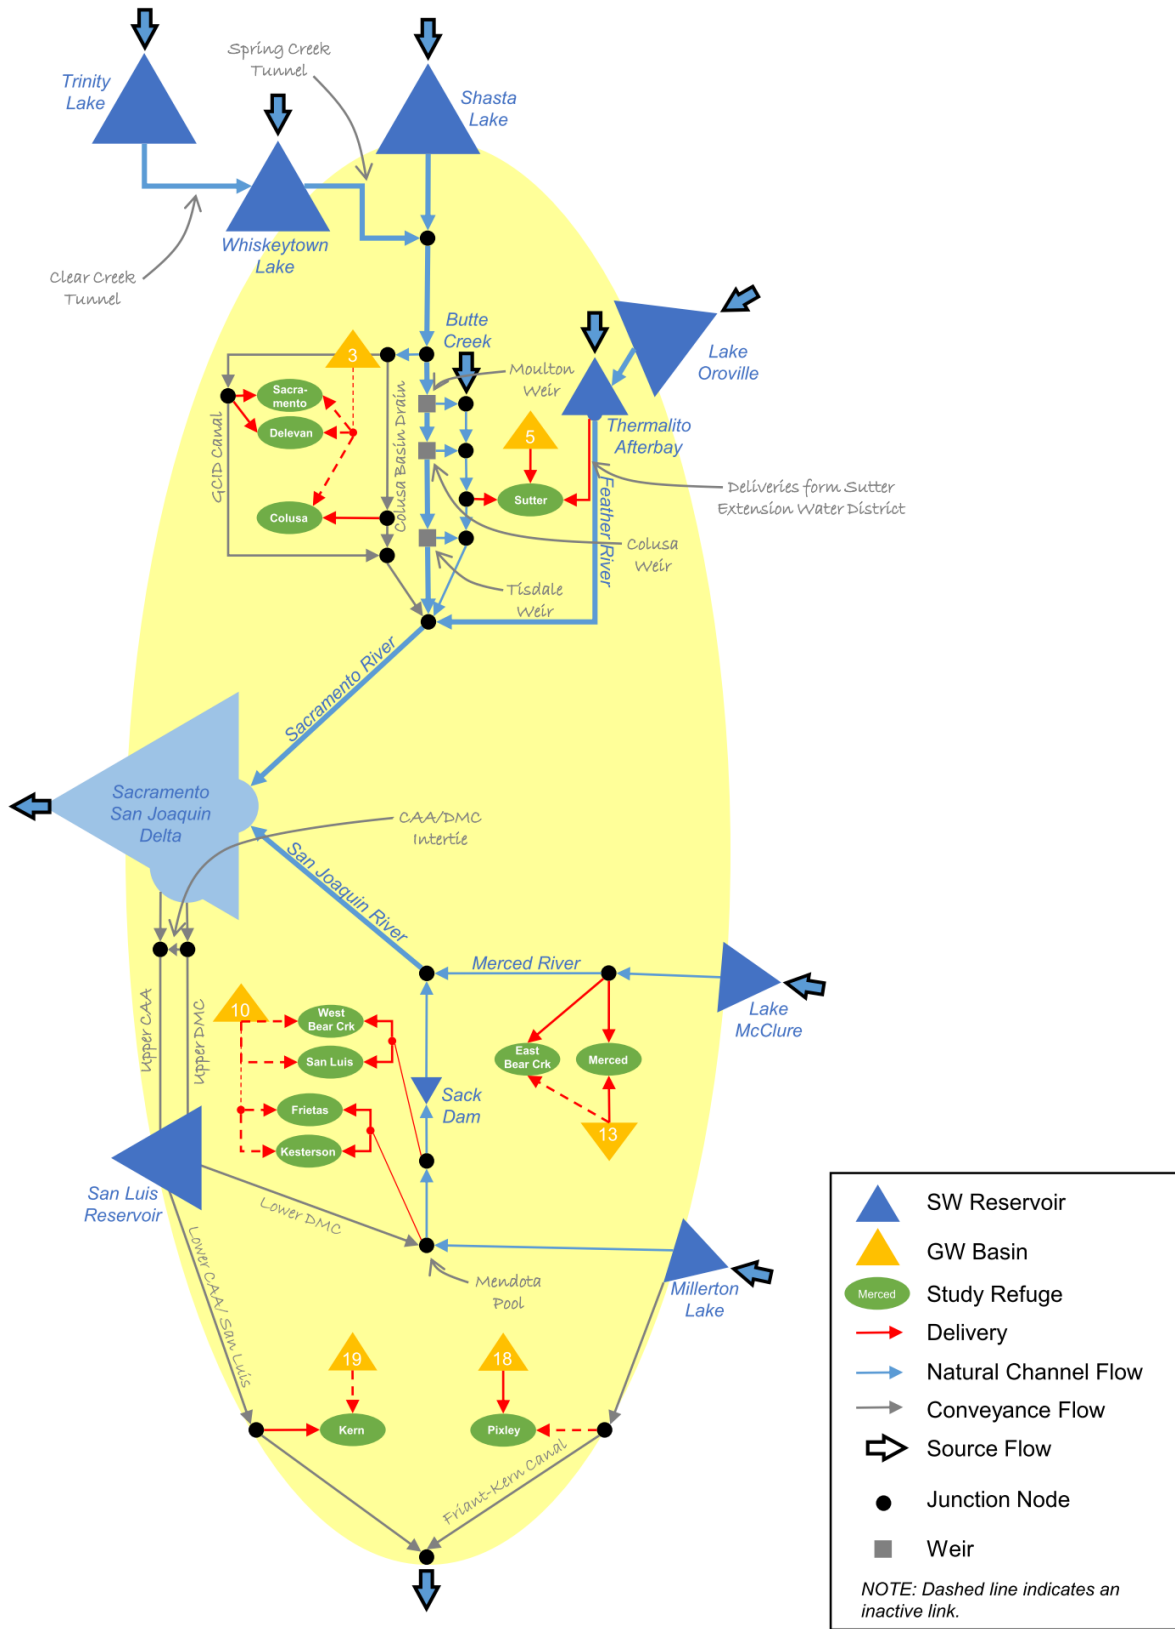 Spring Creek
Tunnel
Trinity
Lake
Shasta
Lake
Whiskeytown
Lake
Clear Creek
Tunnel
Butte
Creek
Lake
Oroville
Moulton
Weir
3
Sacra-
mento
Delevan
Colusa
GCID Canal
Colusa Basin Drain
5
Sutter
Thermalito
Afterbay
Feather River
Deliveries form Sutter
Extension Water District
Colusa
Weir
Tisdale
Weir
Sacramento River
Sacramento
San Joaquin
Delta
CAA/DMC
Intertie
San Joaquin River
Merced River
Lake
McClure
Upper CAA
Upper DMC
10
West
Bear Crk
San Luis
Frietas
Kesterson
East
Bear Crk
Merced
13
Sack
Dam
San Luis
Reservoir
Lower DMC
Lower CAA/ San Luis
Mendota
Pool
Millerton
Lake
19
Kern
18
Pixley
Friant-Kern Canal
SW Reservoir
GW Basin
Merced
Study Refuge
Delivery
Natural Channel Flow
Conveyance Flow
Source Flow
Junction Node
Weir
NOTE: Dashed line indicates an
inactive link.